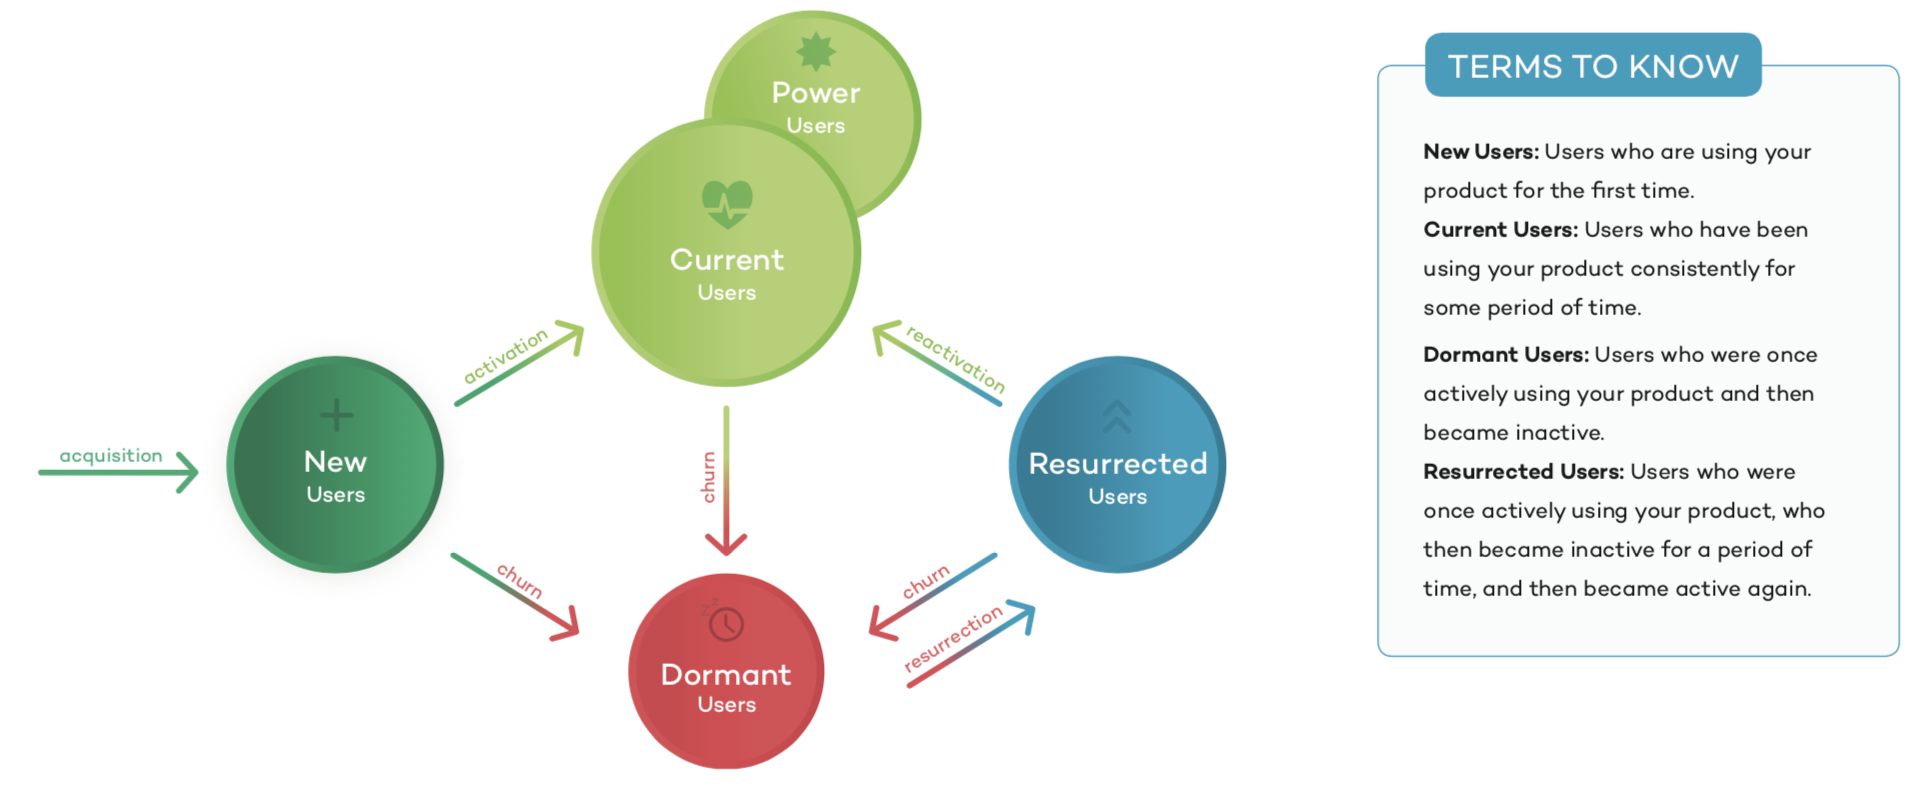 Power
Users
Current
Users
activation
reactivation
acquisition
New
Users
churn
Resurrected
Users
churn
churn
resurrection
zz
Dormant
Users
TERMS TO KNOW
New Users: Users who are using your
product for the first time.
Current Users: Users who have been
using your product consistently for
some period of time.
Dormant Users: Users who were once
actively using your product and then
became inactive.
Resurrected Users: Users who were
once actively using your product, who
then became inactive for a period of
time, and then became active again.